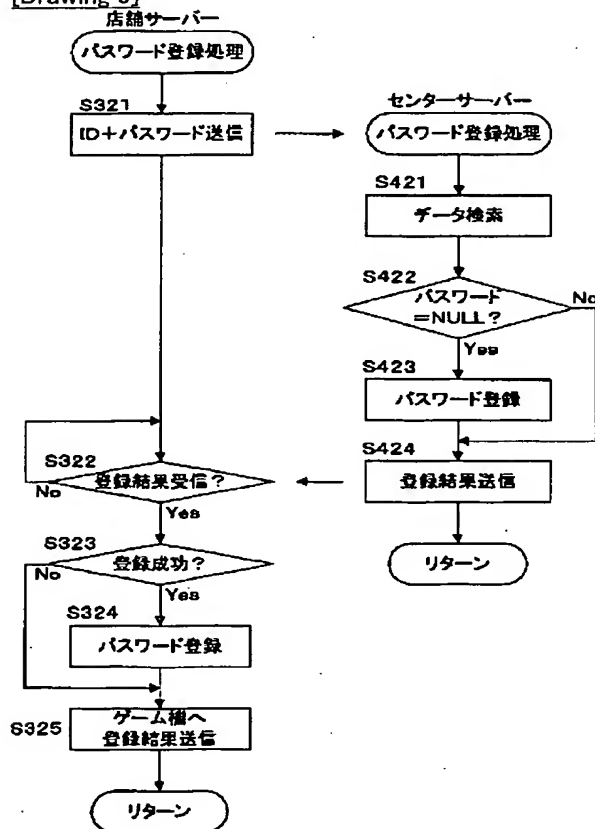 店舗サーバー
パスワード登録処理
S321
ID+パスワード送信
センターサーバー
パスワード登録処理
S421
データ検索
S422
パスワード
=NULL?
No
Yes
S423
パスワード登録
S424
登録結果送信
リターン
S322
登録結果受信?
No
Yes
S323
登録成功?
No
Yes
S324
パスワード登録
S325
ゲーム機へ
登録結果送信
リターン